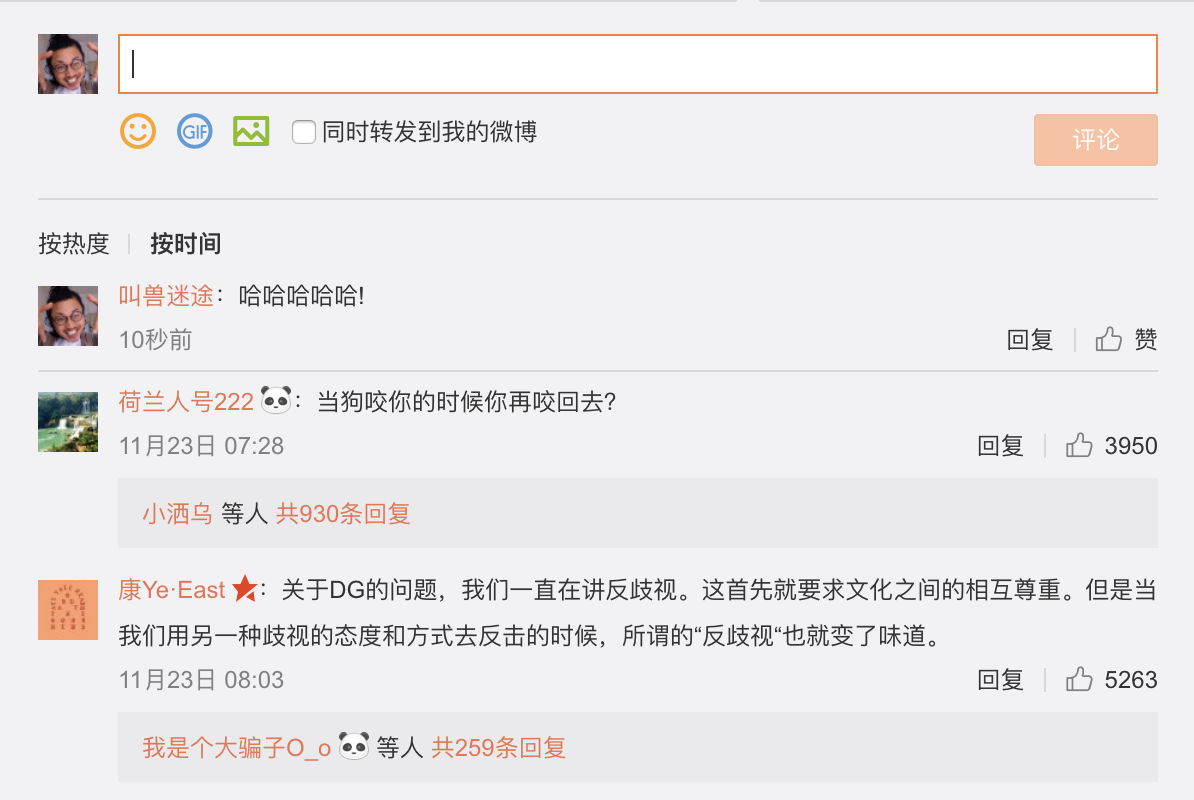 GIF
同时转发到我的微博
评论
按热度 | 按时间
叫兽迷途：哈哈哈哈哈!
10秒前
回复 | 赞
荷兰人号222：当狗咬你的时候你再咬回去?
11月23日 07:28
回复 | 3950
小洒乌 等人 共930条回复
康Ye·East：关于DG的问题，我们一直在讲反歧视。这首先就要求文化之间的相互尊重。但是当
我们用另一种歧视的态度和方式去反击的时候，所谓的“反歧视“也就变了味道。
11月23日 08:03
回复 | 5263
我是个大骗子O_o 等人 共259条回复